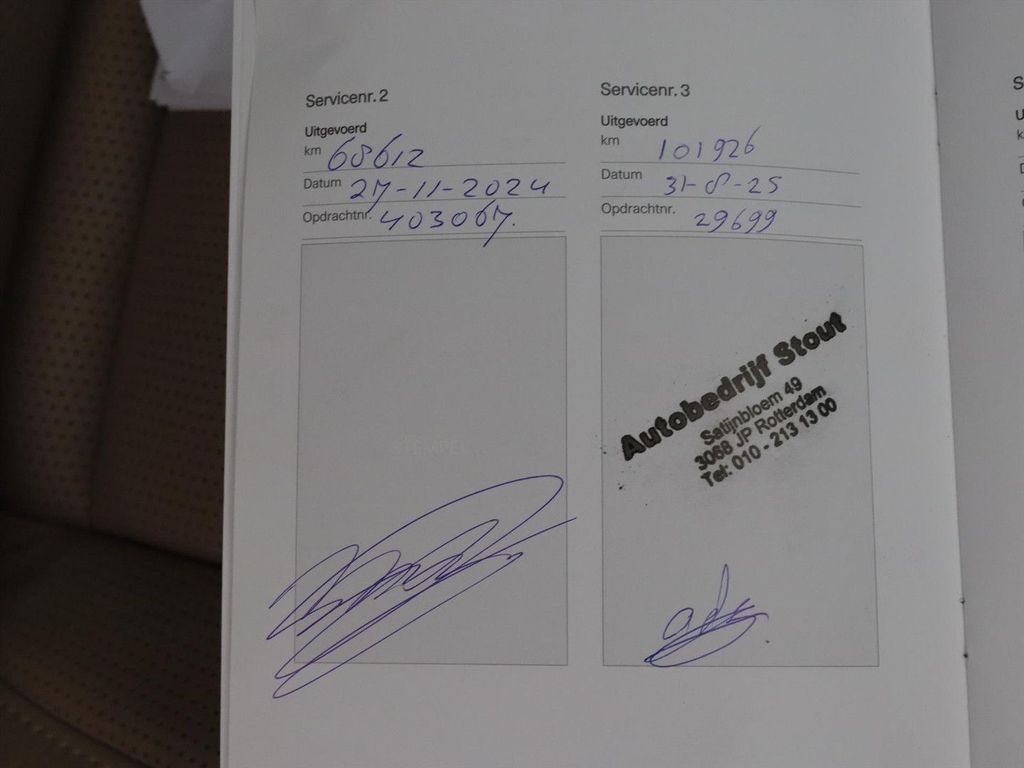 Servicenr. 2
Uitgevoerd
km 68612
Datum 27-11-2024
Opdrachtnr. 403067.
Servicenr. 3
Uitgevoerd
km 101926
Datum 31-8-25
Opdrachtnr. 29699
Autobedrijf Stout
Satijnbloem 49
3068 JP Rotterdam
Tel: 010 - 213 13 00